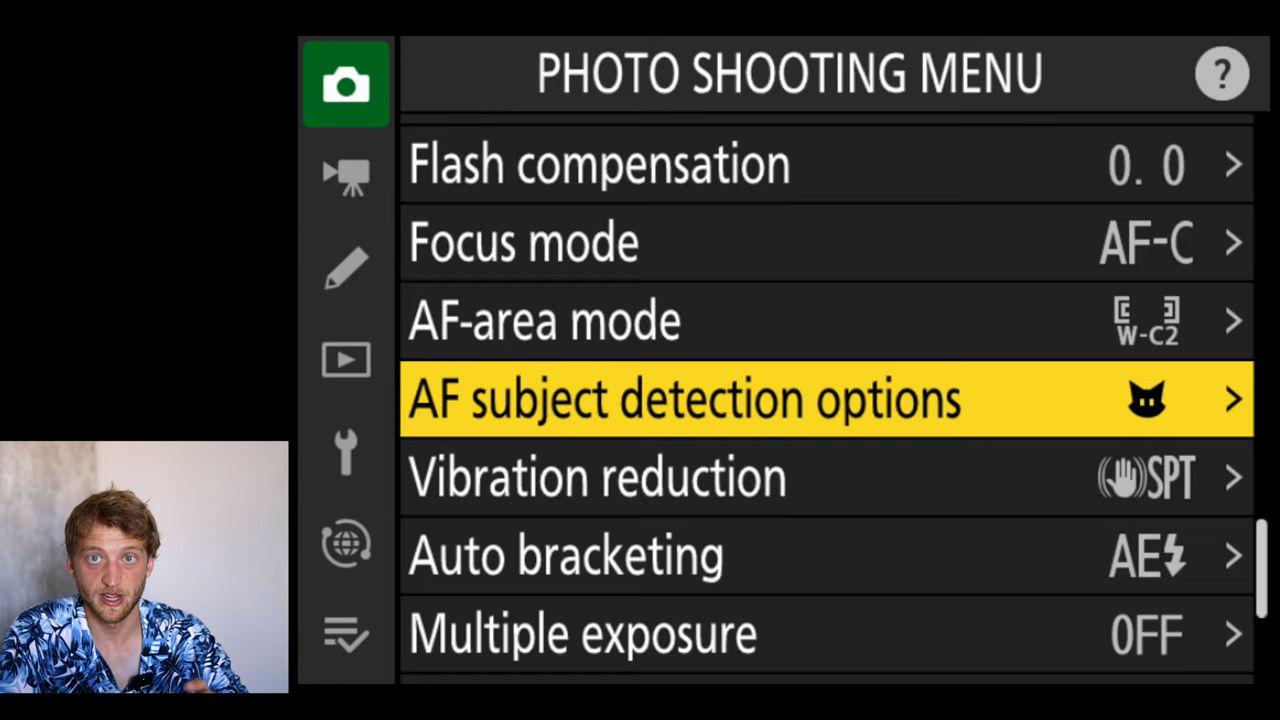 PHOTO SHOOTING MENU ?
Flash compensation 0. 0 >
Focus mode AF-C >
AF-area mode [ ] W-C2 >
AF subject detection options >
Vibration reduction SPT >
Auto bracketing AE >
Multiple exposure OFF >